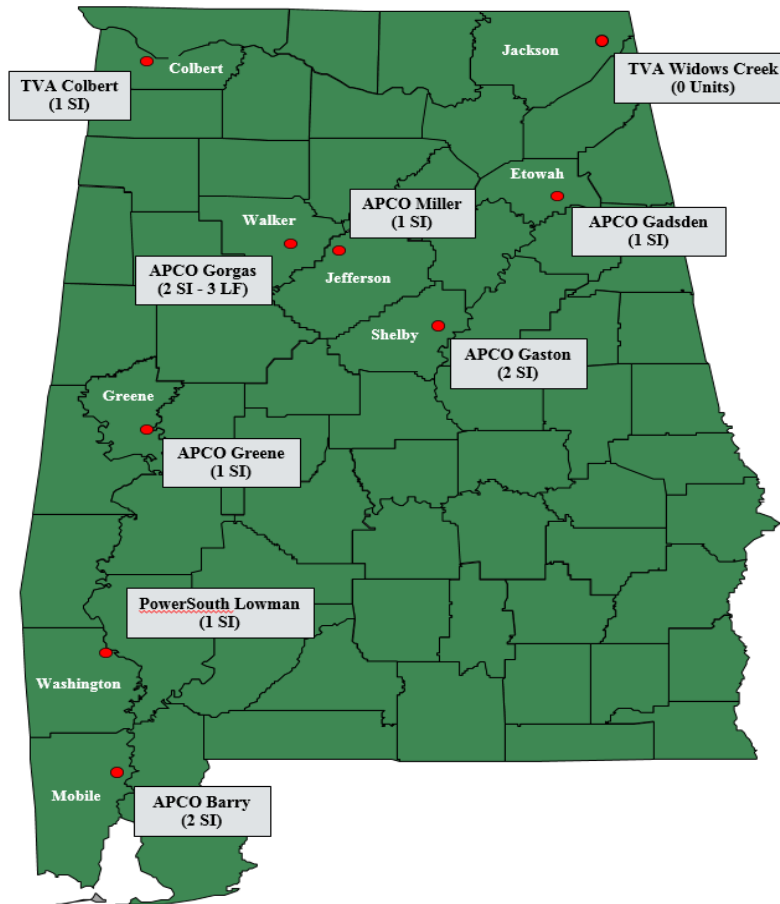 Jackson
Colbert
TVA Colbert
(1 SI)
TVA Widows Creek
(0 Units)
Etowah
APCO Miller
(1 SI)
Walker
APCO Gadsden
(1 SI)
APCO Gorgas
(2 SI - 3 LF)
Jefferson
Shelby
APCO Gaston
(2 SI)
Greene
APCO Greene
(1 SI)
PowerSouth Lowman
(1 SI)
Washington
Mobile
APCO Barry
(2 SI)